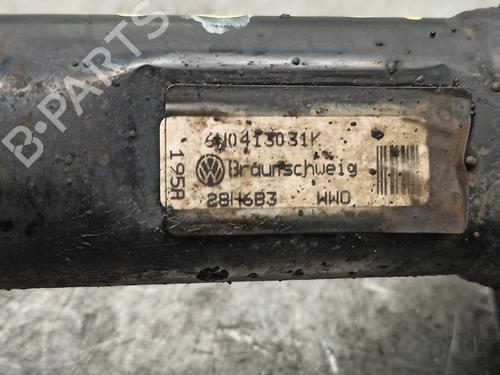 6N0413031K
195A
Braunschweig
28H6B3 WWO
B-PARTS